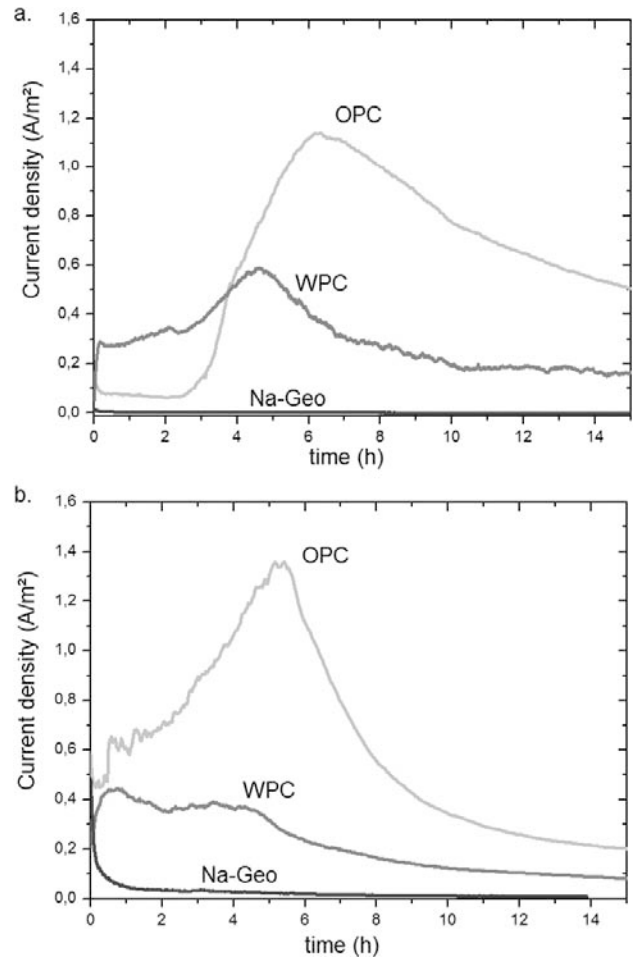 a.
Current density (A/m²)
1,6
1,4
1,2
1,0
0,8
0,6
0,4
0,2
0,0
OPC
WPC
Na-Geo
0 2 4 6 8 10 12 14
time (h)
b.
Current density (A/m²)
1,6
1,4
1,2
1,0
0,8
0,6
0,4
0,2
0,0
OPC
WPC
Na-Geo
0 2 4 6 8 10 12 14
time (h)